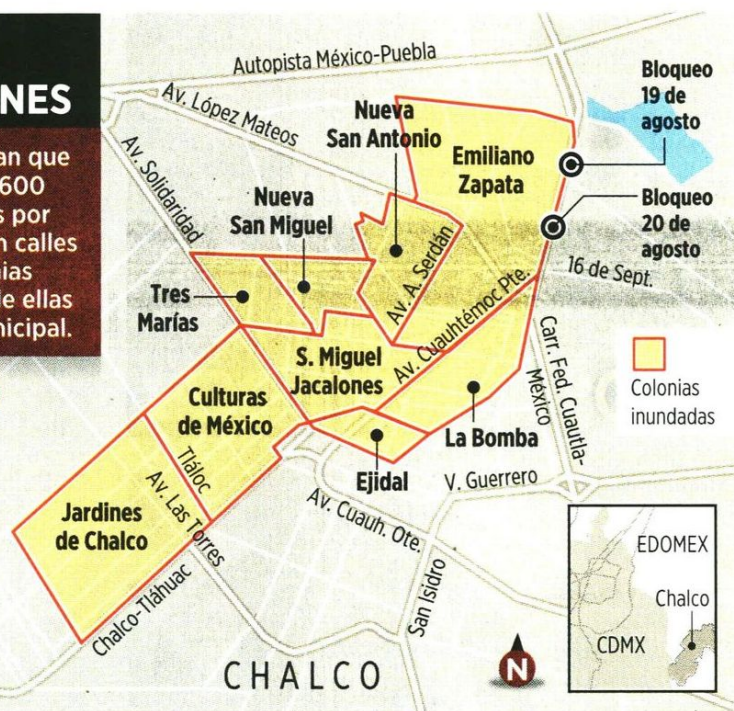 NES
an que
600
s por
n calles
ias
de ellas
nicipal.
Autopista México-Puebla
Av. López Mateos
Av. Solidaridad
Nueva
San Antonio
Emiliano
Zapata
Bloqueo
19 de
agosto
Bloqueo
20 de
agosto
Nueva
San Miguel
Av. A. Serdán
16 de Sept.
Tres
Marías
Av. Cuauhtémoc Pte.
S. Miguel
Jacalones
Carr. Fed. Cuautla-
México
Colonias
inundadas
Culturas
de México
La Bomba
Ejidal
Tláloc
Av. Las Torres
V. Guerrero
Jardines
de Chalco
Av. Cuauh. Ote.
San Isidro
Chalco-Tláhuac
EDOMEX
Chalco
CDMX
CHALCO
N